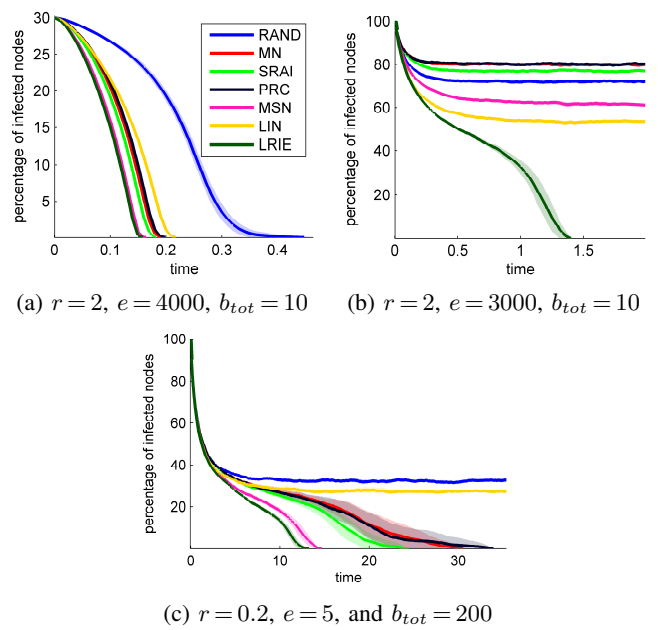 percentage of infected nodes
30
25
20
15
10
5
0
0.1
0.2
0.3
0.4
time
RAND
MN
SRAI
PRC
MSN
LIN
LRIE
(a) r = 2, e = 4000, b_tot = 10
percentage of infected nodes
100
80
60
40
20
0
0.5
1
1.5
time
(b) r = 2, e = 3000, b_tot = 10
percentage of infected nodes
100
80
60
40
20
0
10
20
30
time
(c) r = 0.2, e = 5, and b_tot = 200